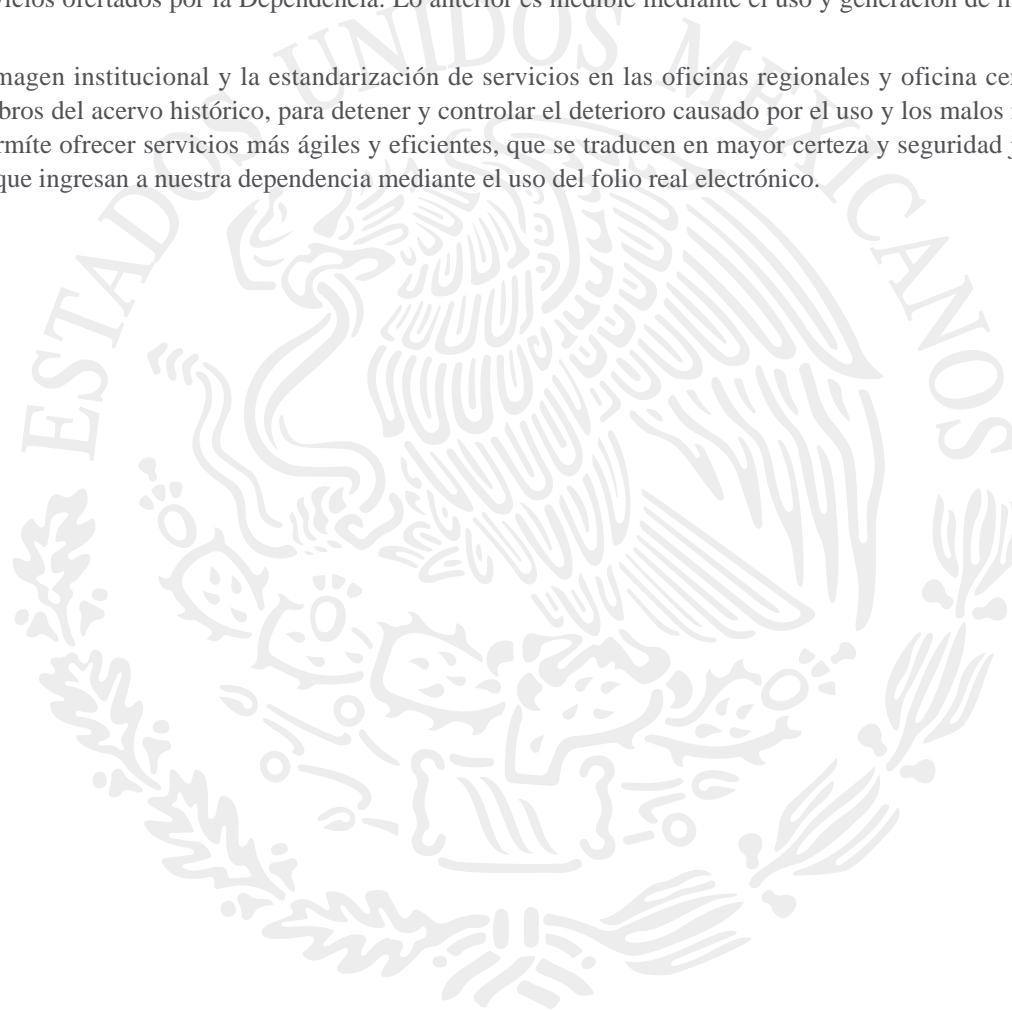 vicios ofertados por la Dependencia. Lo anterior es medible mediante el uso y generación de
magen institucional y la estandarización de servicios en las oficinas regionales y oficina
bros del acervo histórico, para detener y controlar el deterioro causado por el uso y los malos
rmíte ofrecer servicios más ágiles y eficientes, que se traducen en mayor certeza y seguridad
que ingresan a nuestra dependencia mediante el uso del folio real electrónico.
ESTADOS UNIDOS MEXICANOS